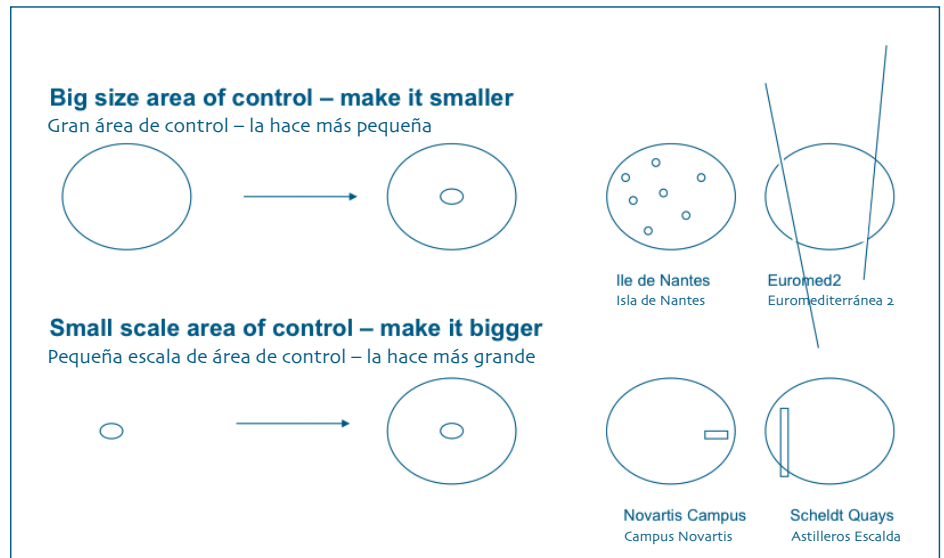 Big size area of control – make it smaller
Gran área de control – la hace más pequeña
Ile de Nantes
Isla de Nantes
Euromed2
Euromediterránea 2
Small scale area of control – make it bigger
Pequeña escala de área de control – la hace más grande
Novartis Campus
Campus Novartis
Scheldt Quays
Astilleros Escalda